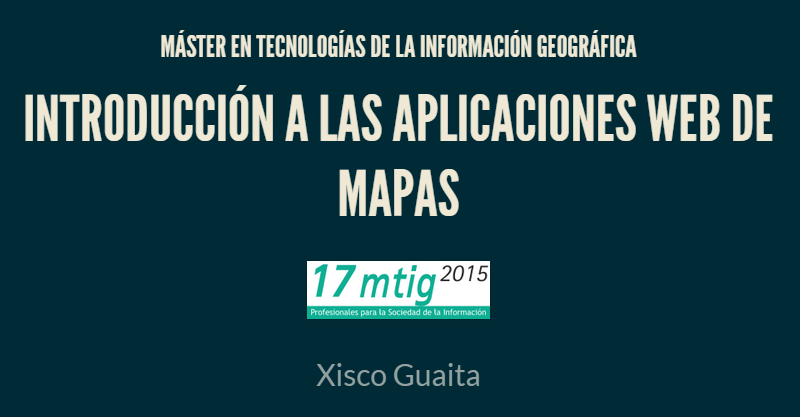 MÁSTER EN TECNOLOGÍAS DE LA INFORMACIÓN GEOGRÁFICA
INTRODUCCIÓN A LAS APLICACIONES WEB DE
MAPAS
17 mtig 2015
Profesionales para la Sociedad de la Información
Xisco Guaita